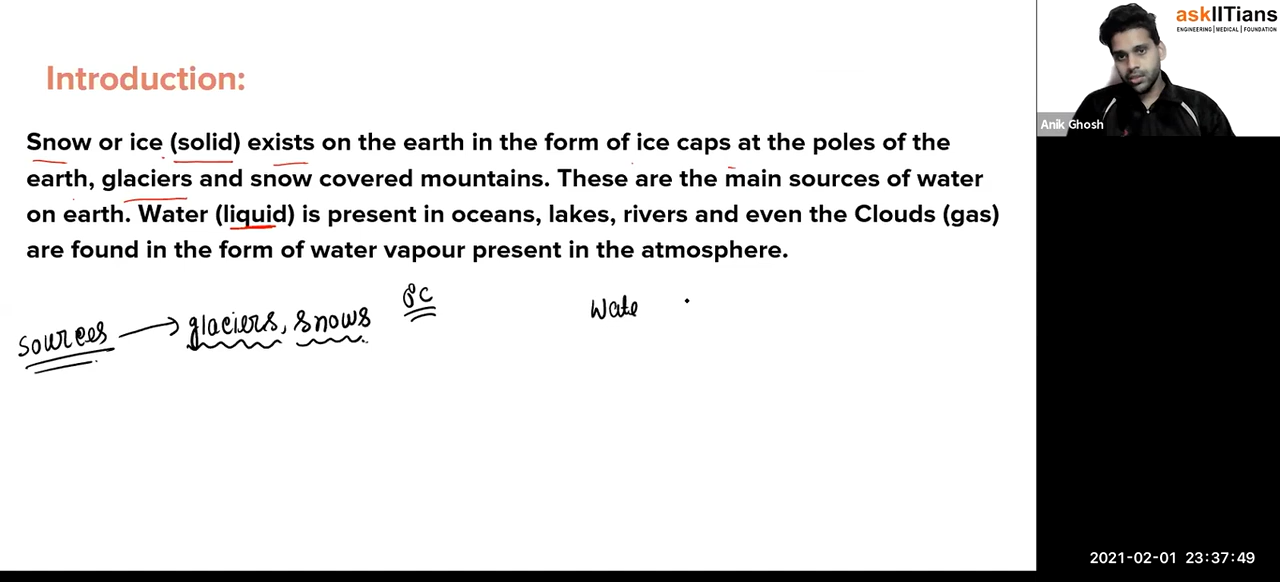 askIITians
ENGINEERING | MEDICAL | FOUNDATION
Introduction:
Anik Ghosh
Snow or ice (solid) exists on the earth in the form of ice caps at the poles of the
earth, glaciers and snow covered mountains. These are the main sources of water
on earth. Water (liquid) is present in oceans, lakes, rivers and even the Clouds (gas)
are found in the form of water vapour present in the atmosphere.
sources → glaciers, snows
Wate
2021-02-01 23:37:49